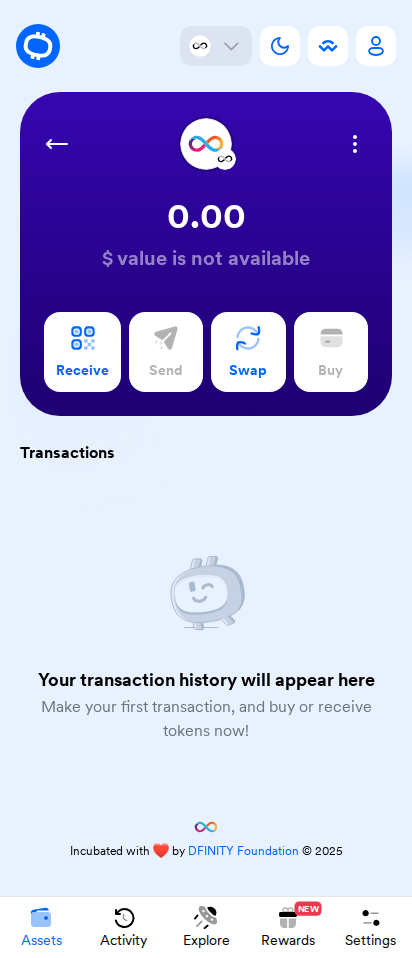 0.00
$ value is not available
Receive
Send
Swap
Buy
Transactions
Your transaction history will appear here
Make your first transaction, and buy or receive
tokens now!
Incubated with ❤️ by DFINITY Foundation © 2025
NEW
Assets
Activity
Explore
Rewards
Settings